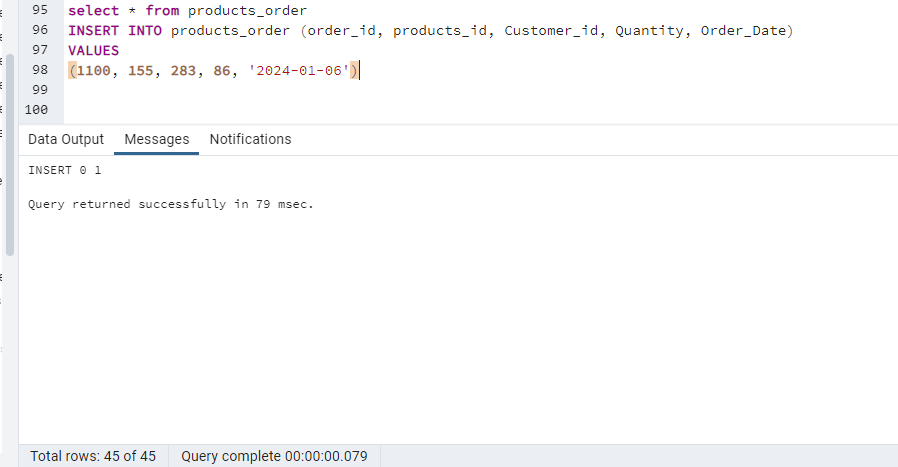 95 select * from products_order
96 INSERT INTO products_order (order_id, products_id, Customer_id, Quantity, Order_Date)
97 VALUES
98 (1100, 155, 283, 86, '2024-01-06')
99
100
Data Output Messages Notifications
INSERT 0 1
Query returned successfully in 79 msec.
Total rows: 45 of 45 Query complete 00:00:00.079